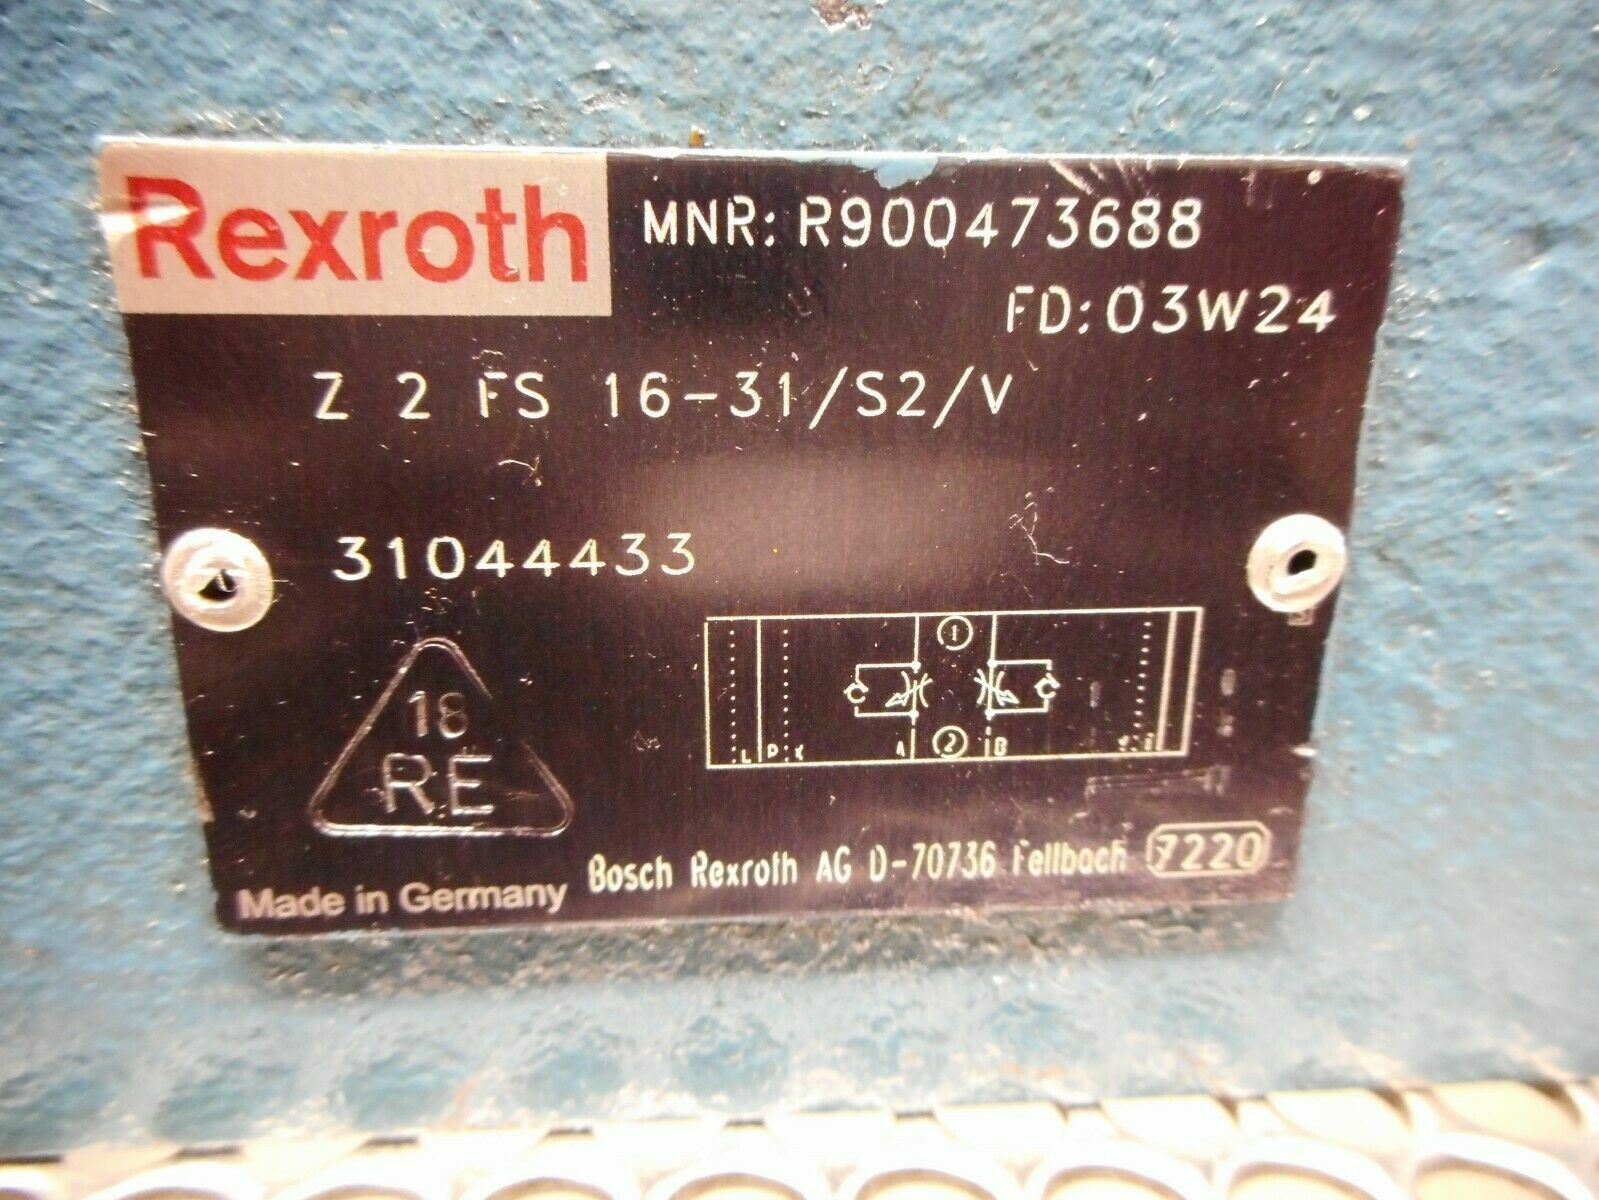 Rexroth
MNR: R900473688
FD:03W24
Z 2 FS 16-31/S2/V
31044433
18
RE
1
L P X A 2 B
Made in Germany
Bosch Rexroth AG D-70736 Fellbach 7220